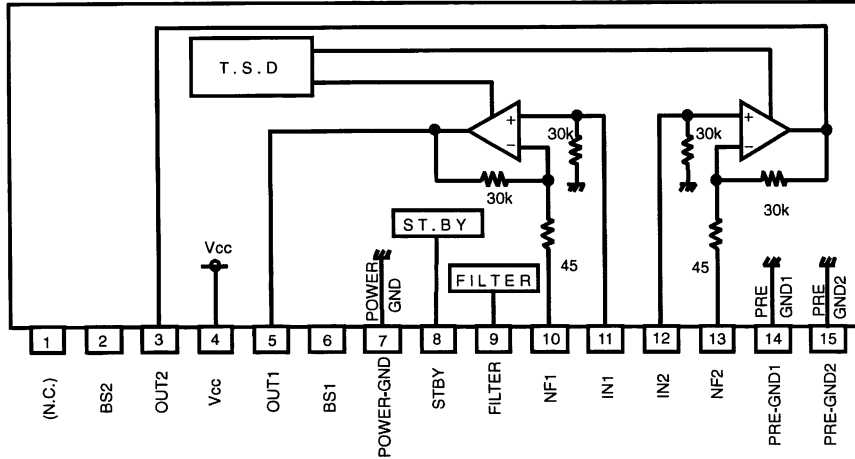 T.S.D
+
−
30k
30k
+
−
30k
30k
ST.BY
45
45
Vcc
POWER
GND
FILTER
PRE
GND1
PRE
GND2
1
2
3
4
5
6
7
8
9
10
11
12
13
14
15
(N.C.)
BS2
OUT2
Vcc
OUT1
BS1
POWER-GND
STBY
FILTER
NF1
IN1
IN2
NF2
PRE-GND1
PRE-GND2